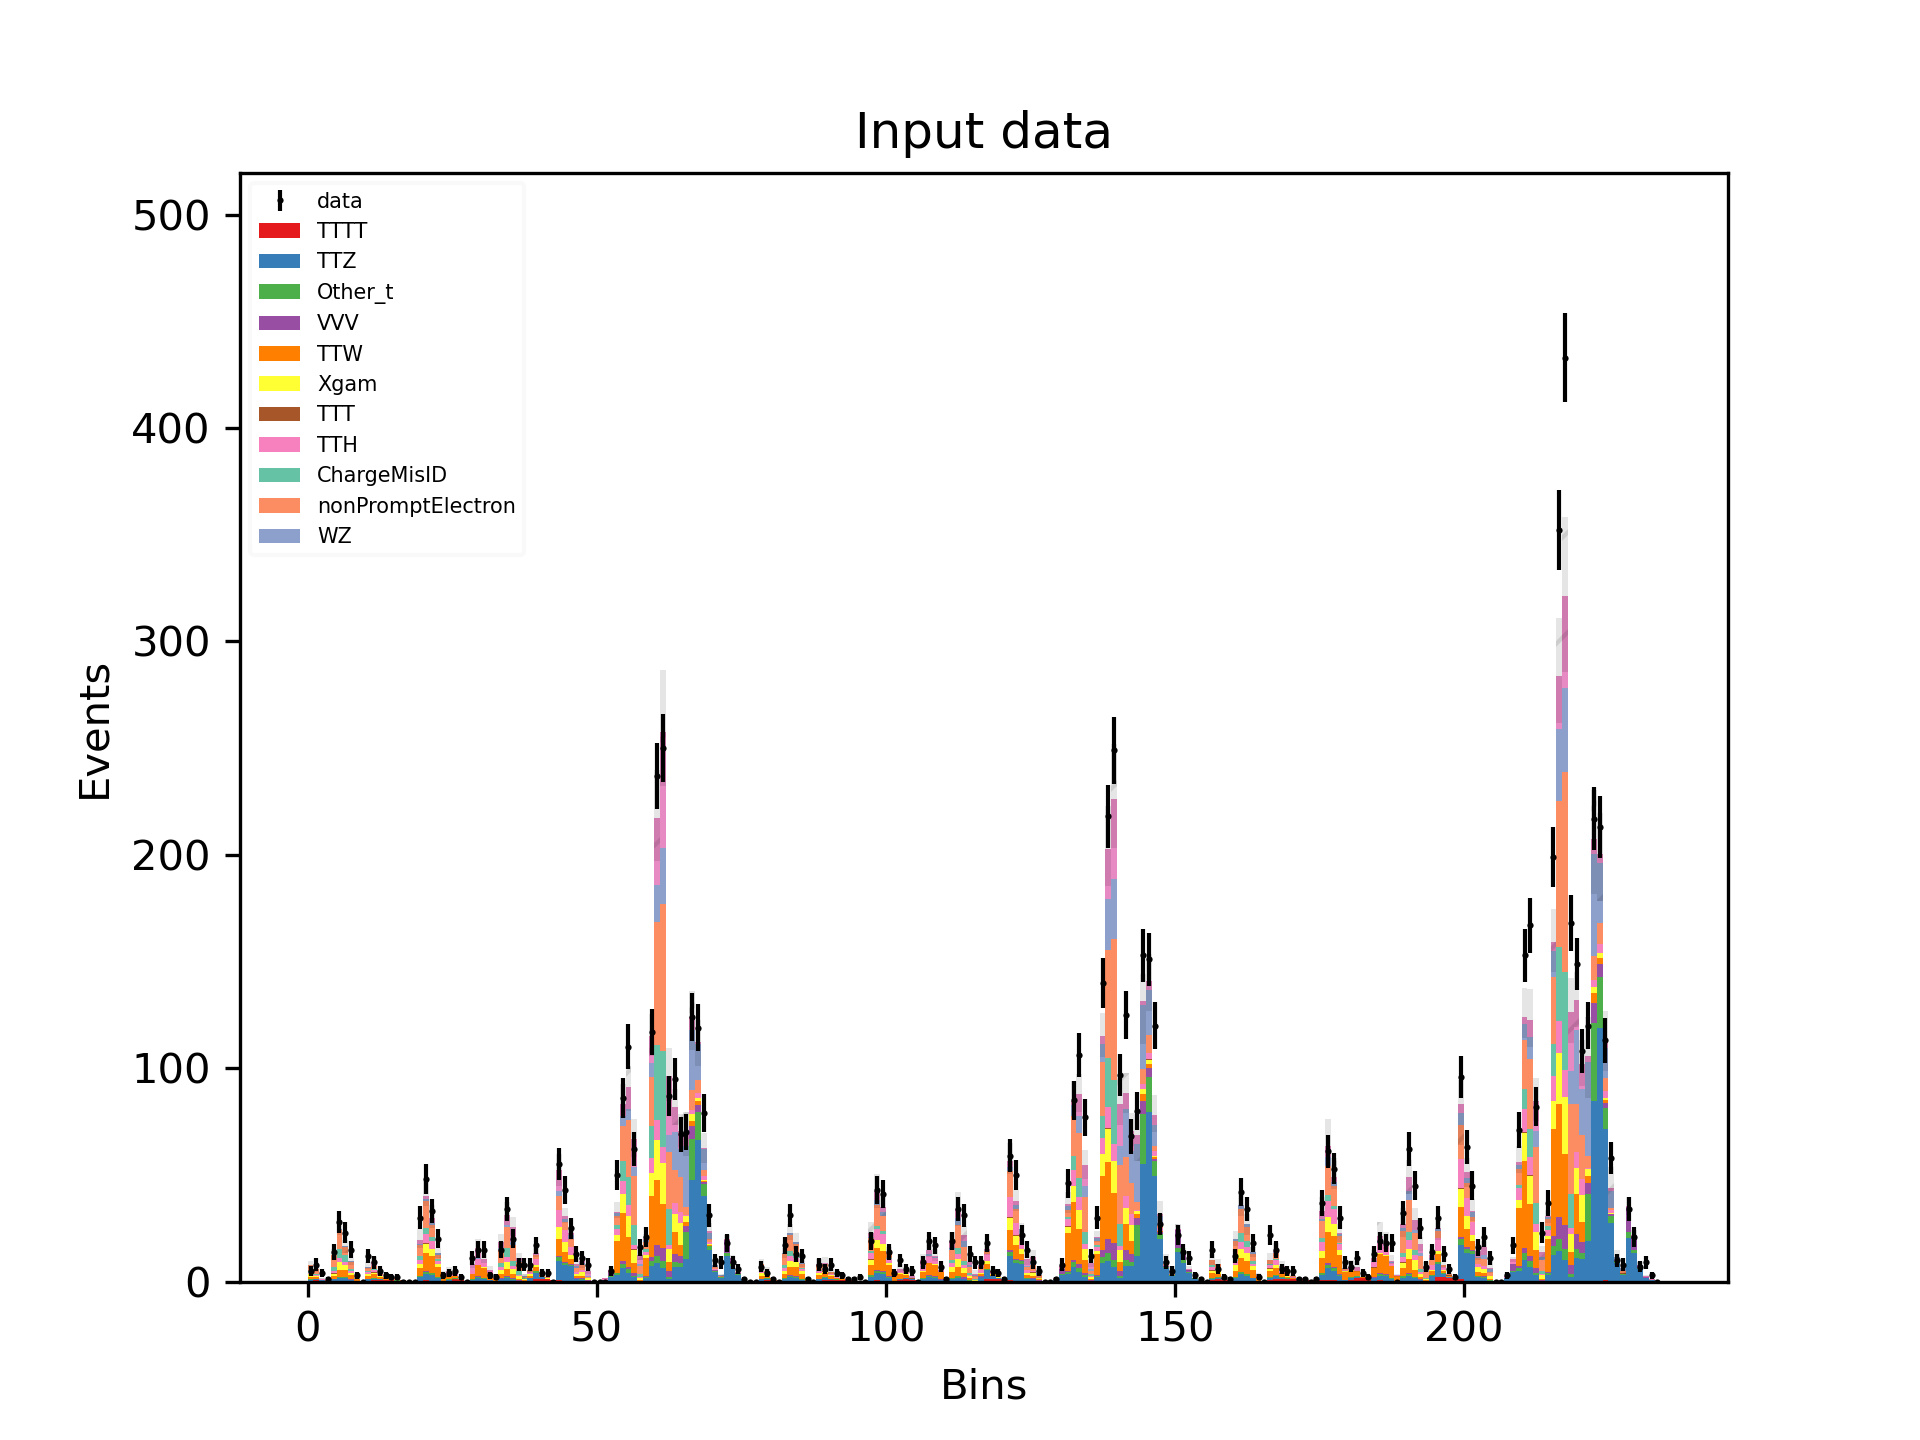 Input data
500
400
300
200
100
0
Events
data
TTTT
TTZ
Other_t
VVV
TTW
Xgam
TTT
TTH
ChargeMisID
nonPromptElectron
WZ
0 50 100 150 200
Bins